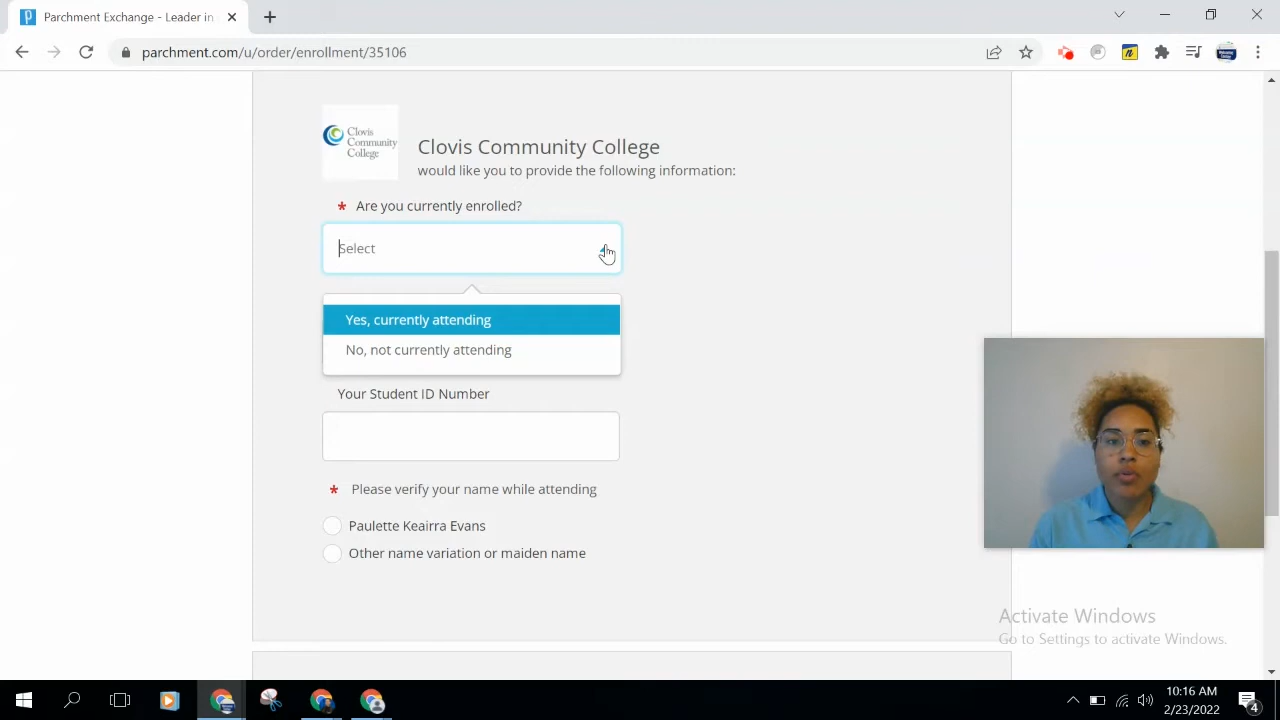 Parchment Exchange - Leader in
parchment.com/u/order/enrollment/35106
Clovis
Community
College
Clovis Community College
would like you to provide the following information:
* Are you currently enrolled?
Select
Yes, currently attending
No, not currently attending
Your Student ID Number
* Please verify your name while attending
Paulette Keairra Evans
Other name variation or maiden name
Activate Windows
Go to Settings to activate Windows.
10:16 AM
2/23/2022
4